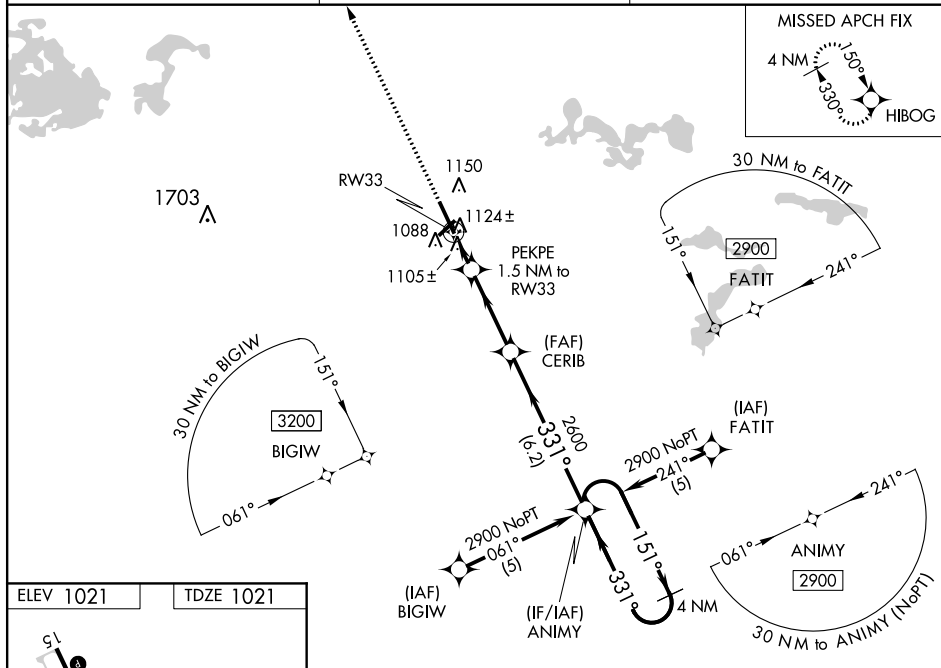 MISSED APCH FIX
4 NM
150°
330°
HIBOG
30 NM to FATIT
151°
2900
FATIT
241°
1150
RW33
1703
1124±
1088
1105±
PEKPE
1.5 NM to
RW33
(FAF)
CERIB
30 NM to BIGIW
151°
3200
BIGIW
061°
2600
331°
(6.2)
(IAF)
FATIT
2900 NoPT
241°
(5)
2900 NoPT
061°
(5)
(IAF)
BIGIW
(IF/IAF)
ANIMY
151°
331°
4 NM
061°
241°
ANIMY
2900
30 NM to ANIMY (NoPT)
ELEV 1021
TDZE 1021
15
P